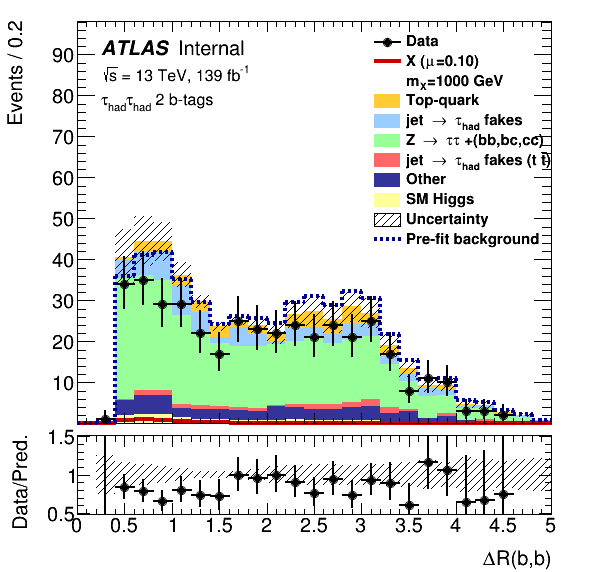 Events / 0.2
90
80
70
60
50
40
30
20
10
ATLAS Internal
√s = 13 TeV, 139 fb⁻¹
τhadτhad 2 b-tags
Data
X (μ=0.10)
mX=1000 GeV
Top-quark
jet → τhad fakes
Z → ττ +(bb,bc,cc)
jet → τhad fakes (t t̄)
Other
SM Higgs
Uncertainty
Pre-fit background
Data/Pred.
1.5
1
0.5
0 0.5 1 1.5 2 2.5 3 3.5 4 4.5 5
ΔR(b,b)